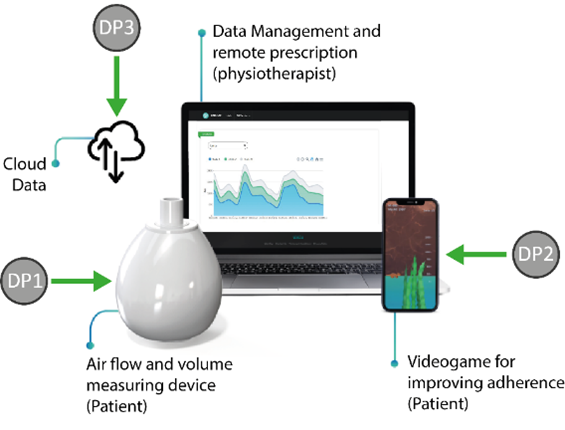 DP3
Data Management and
remote prescription
(physiotherapist)
Cloud
Data
DP1
DP2
Air flow and volume
measuring device
(Patient)
Videogame for
improving adherence
(Patient)